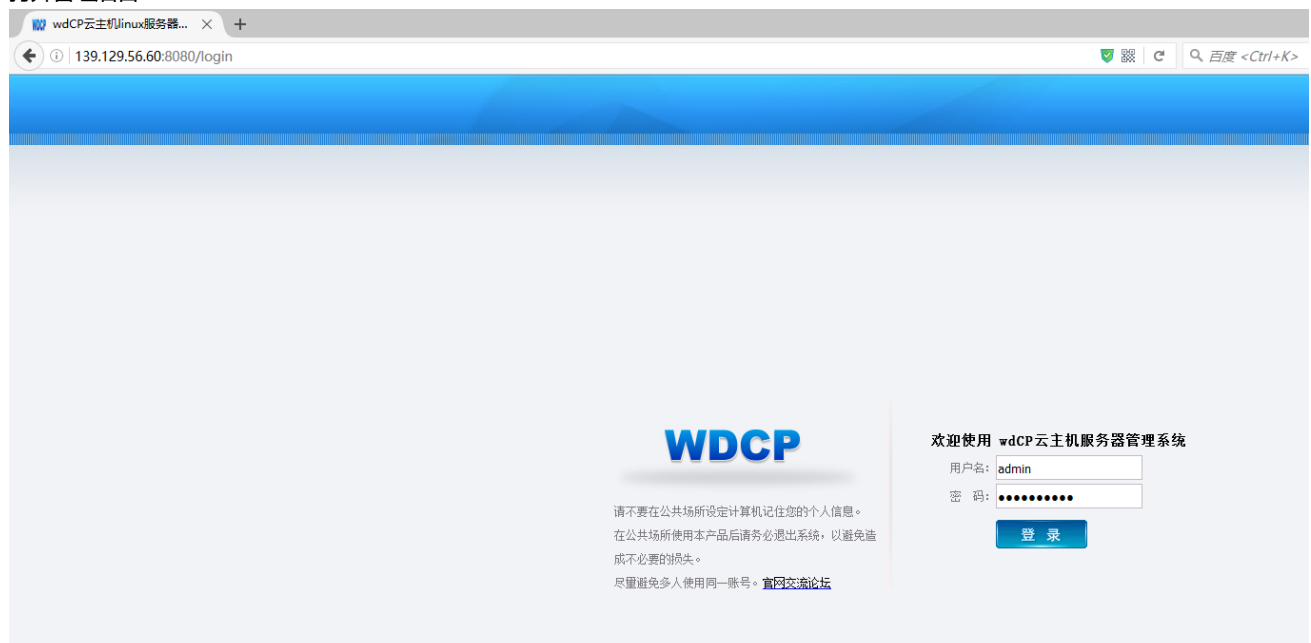 wdCP云主机linux服务器...
139.129.56.60:8080/login
百度 <Ctrl+K>
WDCP
请不要在公共场所设定计算机记住您的个人信息。
在公共场所使用本产品后请务必退出系统，以避免造
成不必要的损失。
尽量避免多人使用同一账号。官网交流论坛
欢迎使用 wdCP云主机服务器管理系统
用户名: admin
密 码: ••••••••••
登 录